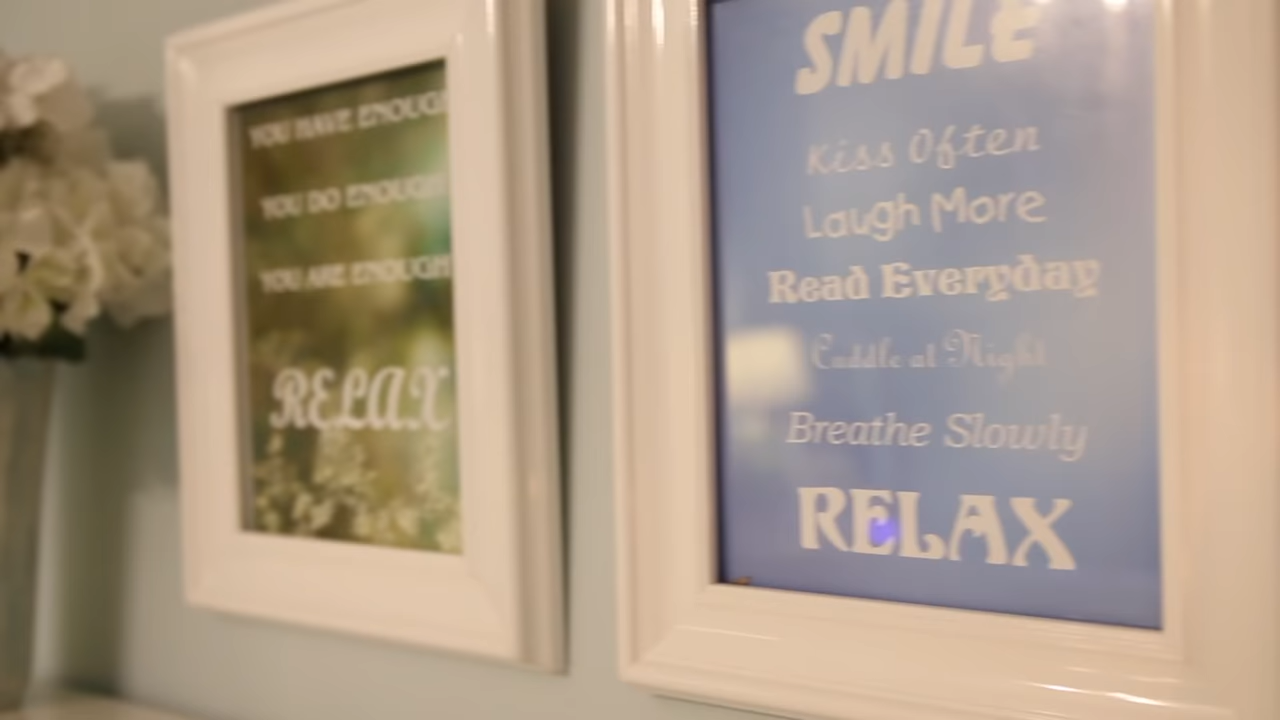 YOU HAVE ENOUGH
YOU DO ENOUGH
YOU ARE ENOUGH
RELAX
SMILE
Kiss Often
Laugh More
Read Everyday
Cuddle at Night
Breathe Slowly
RELAX